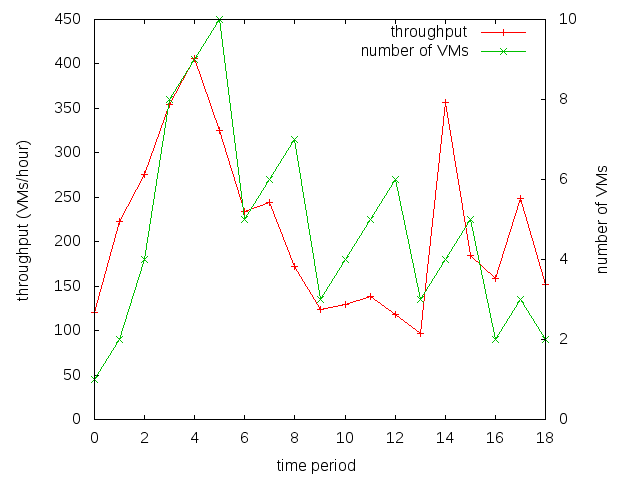 throughput
number of VMs
450
400
350
300
250
200
150
100
50
0
throughput (VMs/hour)
10
8
6
4
2
0
number of VMs
0 2 4 6 8 10 12 14 16 18
time period